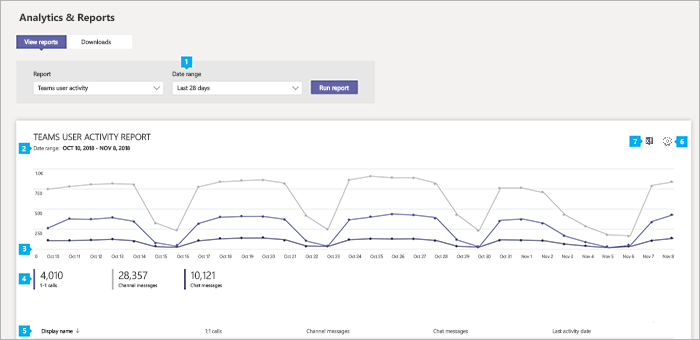 Analytics & Reports
View reports Downloads
1
Report Date range
Teams user activity Last 28 days Run report
TEAMS USER ACTIVITY REPORT
2 Date range: OCT 10, 2018 - NOV 8, 2018
7 6
10K
750
500
250
3 0
Oct 10 Oct 11 Oct 12 Oct 13 Oct 14 Oct 15 Oct 16 Oct 17 Oct 18 Oct 19 Oct 20 Oct 21 Oct 22 Oct 23 Oct 24 Oct 25 Oct 26 Oct 27 Oct 28 Oct 29 Oct 30 Oct 31 Nov 1 Nov 2 Nov 3 Nov 4 Nov 5 Nov 6 Nov 7 Nov 8
4 4,010 28,357 10,121
1-1 calls Channel messages Chat messages
5 Display name ↓ 1:1 calls Channel messages Chat messages Last activity date